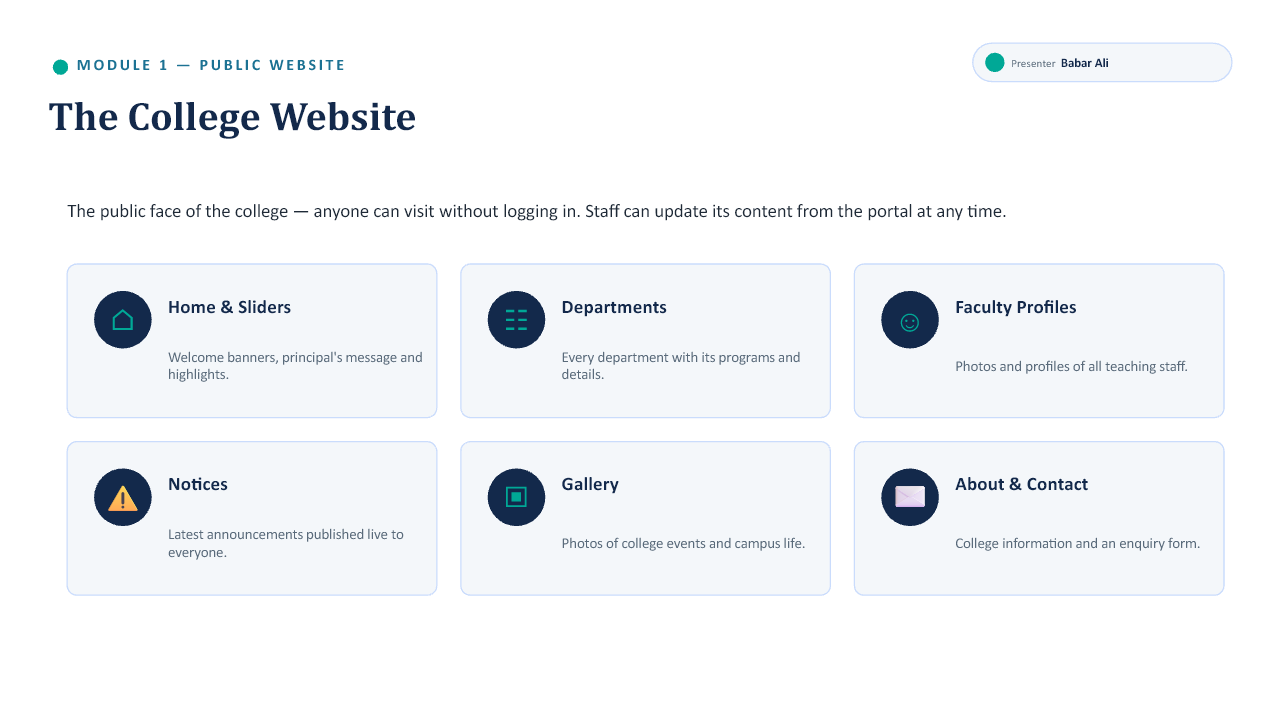 MODULE 1 — PUBLIC WEBSITE
Presenter Babar Ali
The College Website
The public face of the college — anyone can visit without logging in. Staff can update its content from the portal at any time.
Home & Sliders
Welcome banners, principal's message and
highlights.
Departments
Every department with its programs and
details.
Faculty Profiles
Photos and profiles of all teaching staff.
Notices
Latest announcements published live to
everyone.
Gallery
Photos of college events and campus life.
About & Contact
College information and an enquiry form.